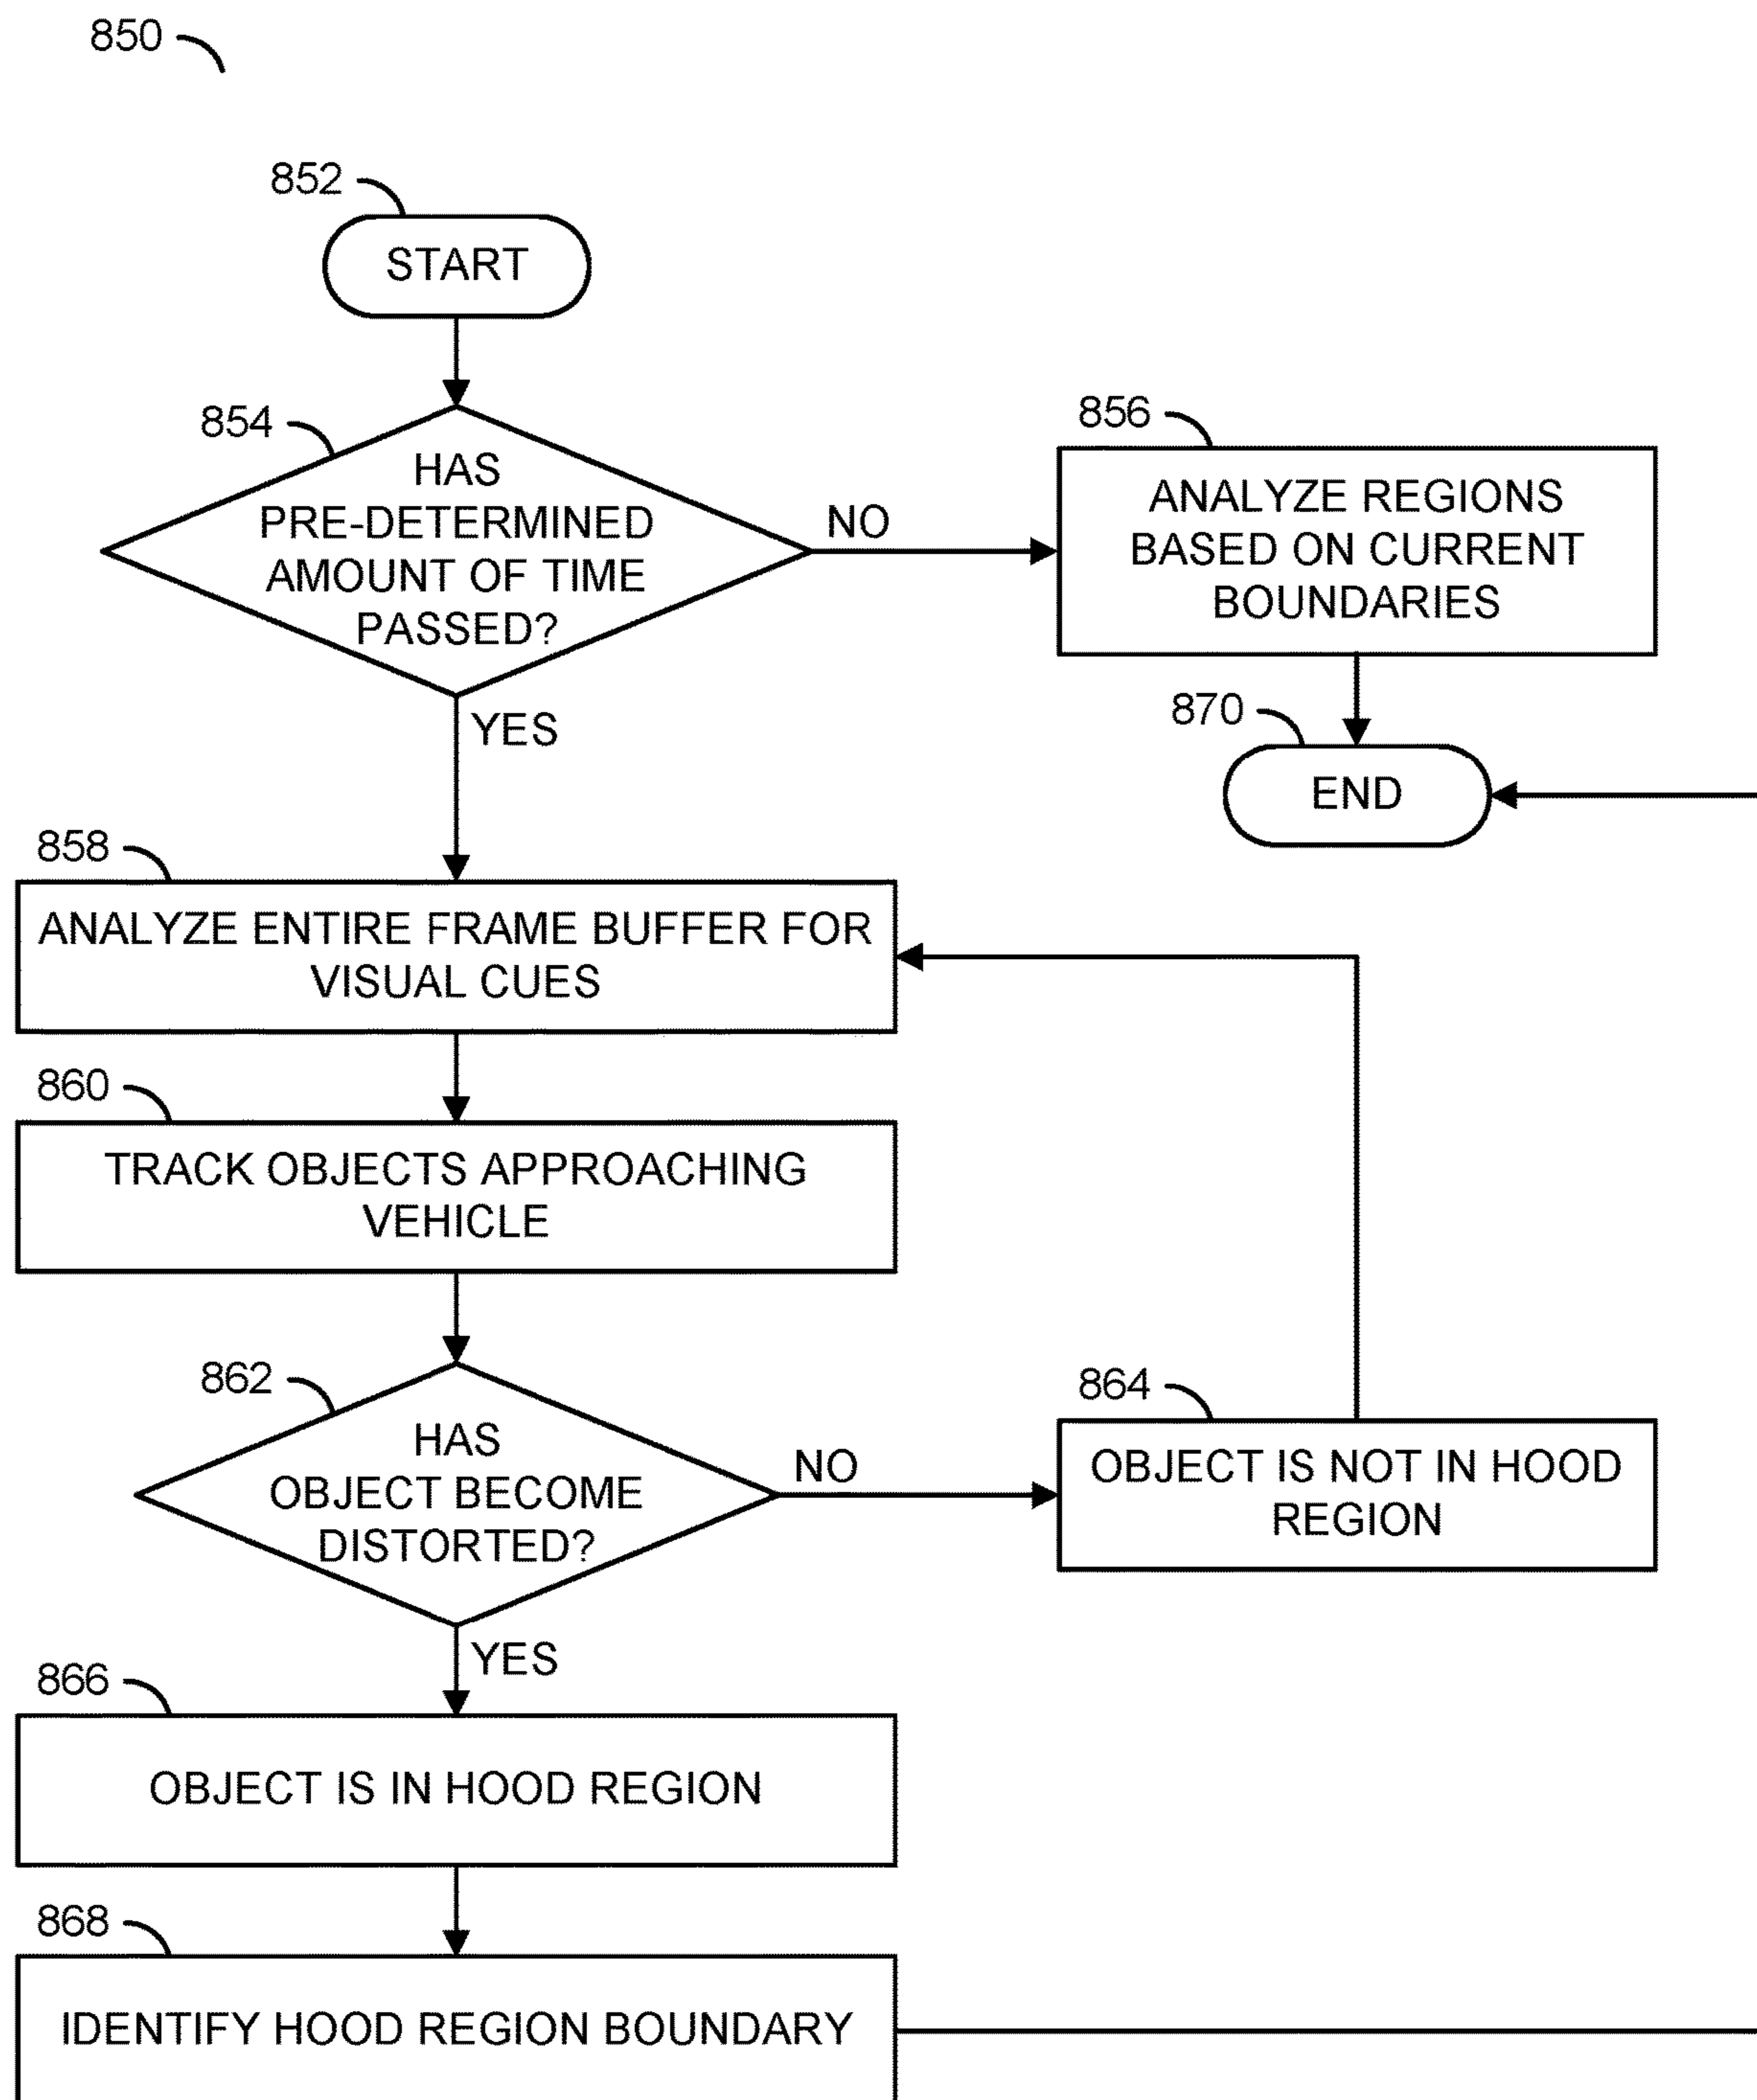 850
852
START
854
HAS
PRE-DETERMINED
AMOUNT OF TIME
PASSED?
NO
856
ANALYZE REGIONS
BASED ON CURRENT
BOUNDARIES
YES
870
END
858
ANALYZE ENTIRE FRAME BUFFER FOR
VISUAL CUES
860
TRACK OBJECTS APPROACHING
VEHICLE
862
HAS
OBJECT BECOME
DISTORTED?
NO
864
OBJECT IS NOT IN HOOD
REGION
YES
866
OBJECT IS IN HOOD REGION
868
IDENTIFY HOOD REGION BOUNDARY